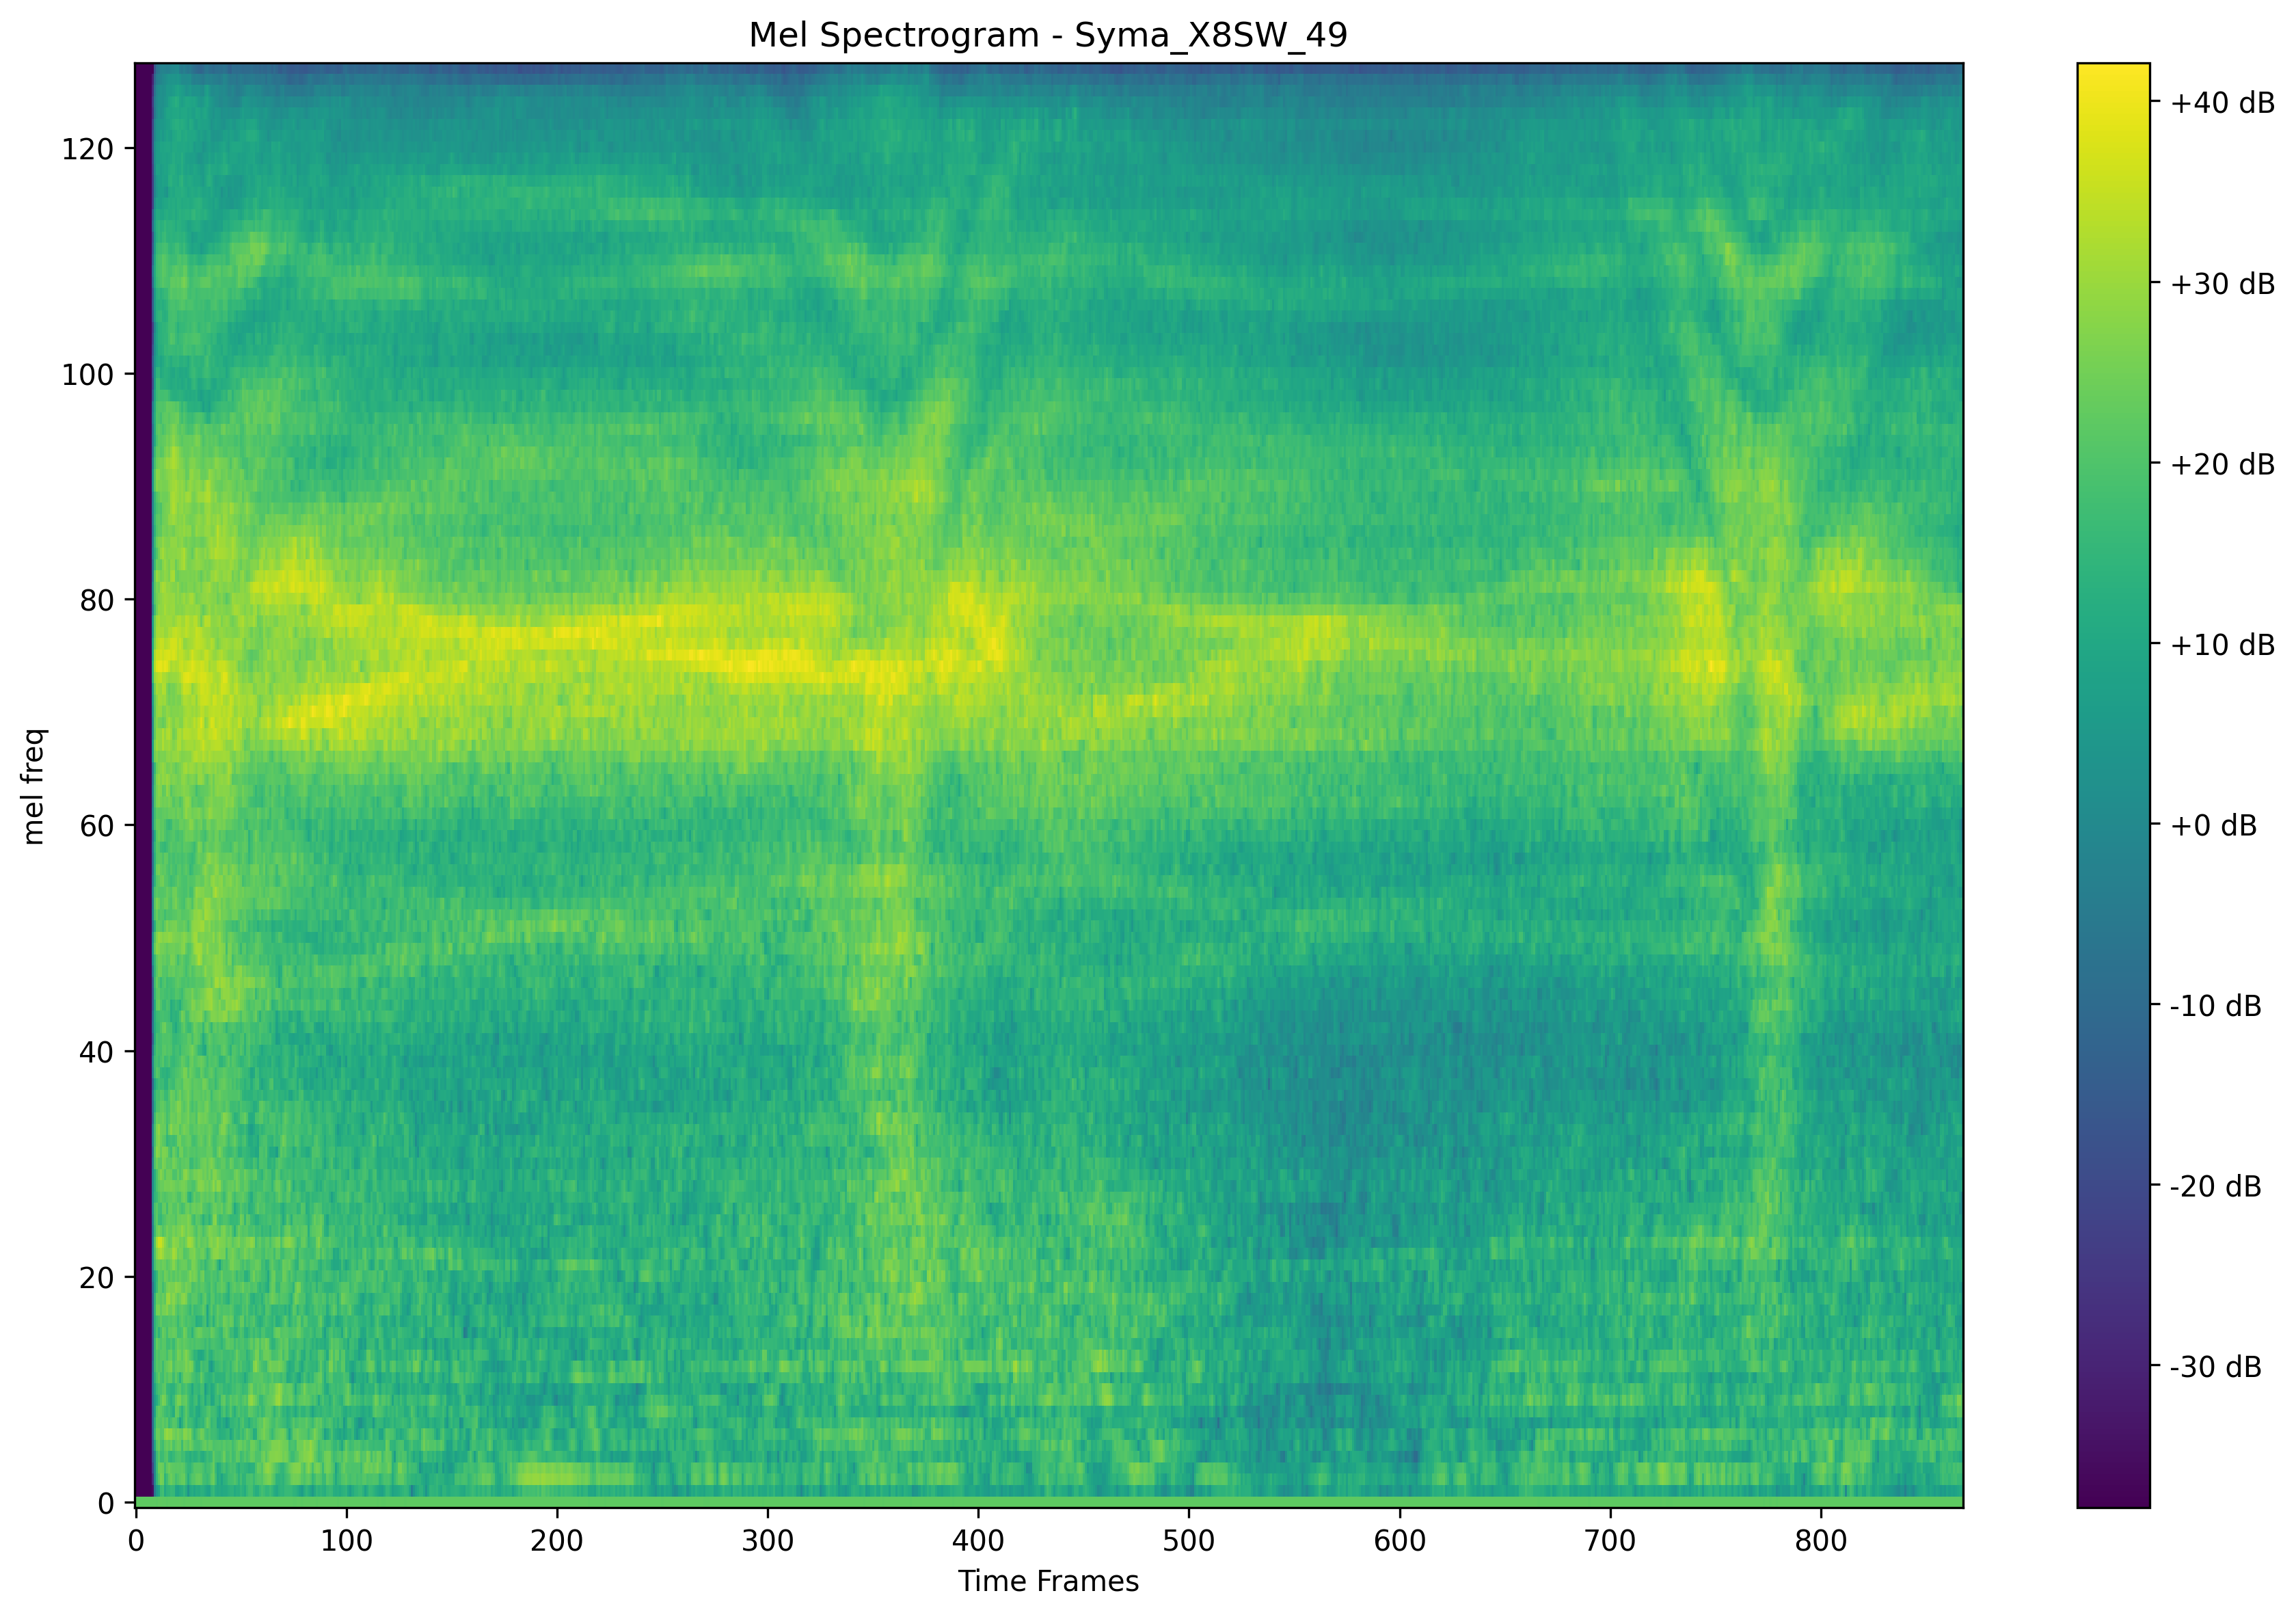 Mel Spectrogram - Syma_X8SW_49
mel freq
120
100
80
60
40
20
0
0 100 200 300 400 500 600 700 800
Time Frames
+40 dB
+30 dB
+20 dB
+10 dB
+0 dB
-10 dB
-20 dB
-30 dB